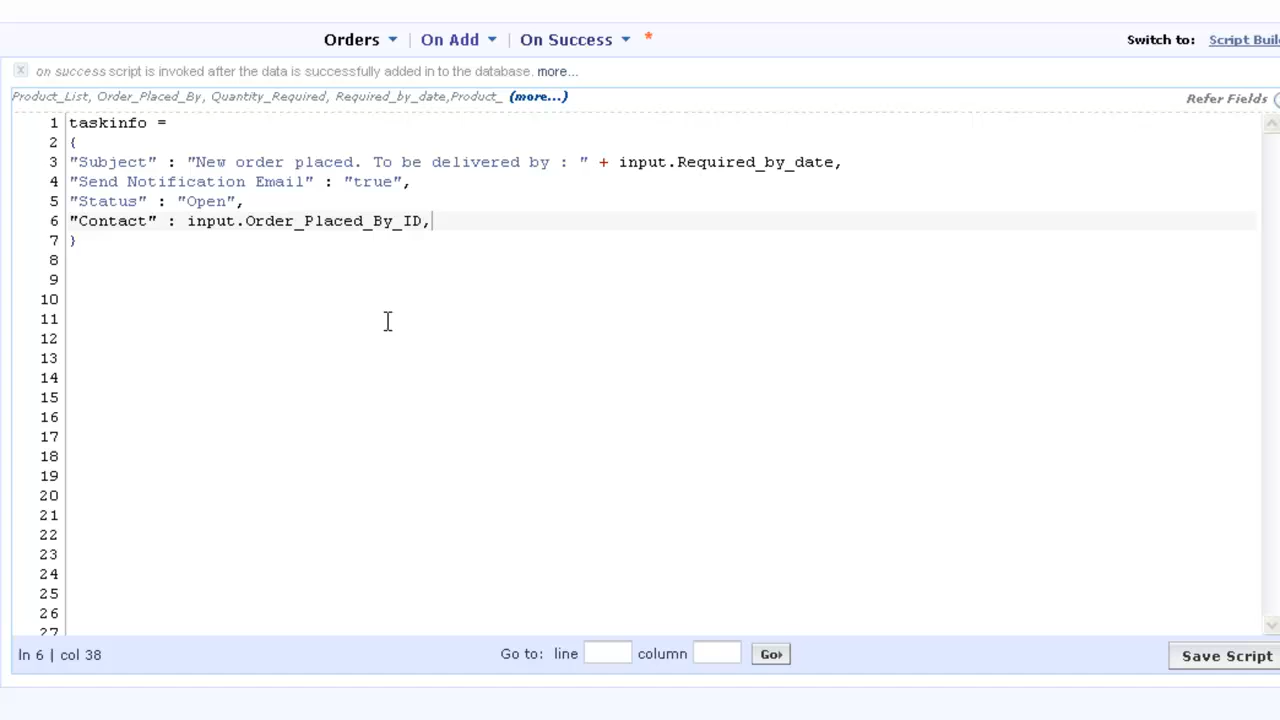 Orders | On Add | On Success *
Switch to: Script
x on success script is invoked after the data is successfully added in to the database. more...
Product_List, Order_Placed_By, Quantity_Required, Required_by_date,Product_ (more...)
Refer Fields
1 taskinfo =
2 {
3 "Subject" : "New order placed. To be delivered by : " + input.Required_by_date,
4 "Send Notification Email" : "true",
5 "Status" : "Open",
6 "Contact" : input.Order_Placed_By_ID,
7 }
8
9
10
11
12
13
14
15
16
17
18
19
20
21
22
23
24
25
26
27
ln 6 | col 38
Go to: line column Go
Save Script